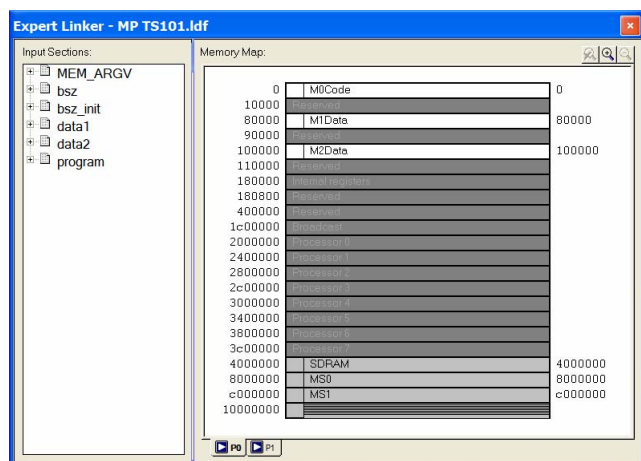 Expert Linker - MP TS101.ldf
Input Sections:
MEM_ARGV
bsz
bsz_init
data1
data2
program
Memory Map:
0 M0Code 0
10000 Reserved
80000 M1Data 80000
90000 Reserved
100000 M2Data 100000
110000 Reserved
180000 Internal registers
180800 Reserved
400000 Reserved
1c00000 Broadcast
2000000 Processor 0
2400000 Processor 1
2800000 Processor 2
2c00000 Processor 3
3000000 Processor 4
3400000 Processor 5
3800000 Processor 6
3c00000 Processor 7
4000000 SDRAM 4000000
8000000 MS0 8000000
c000000 MS1 c000000
10000000
P0 P1